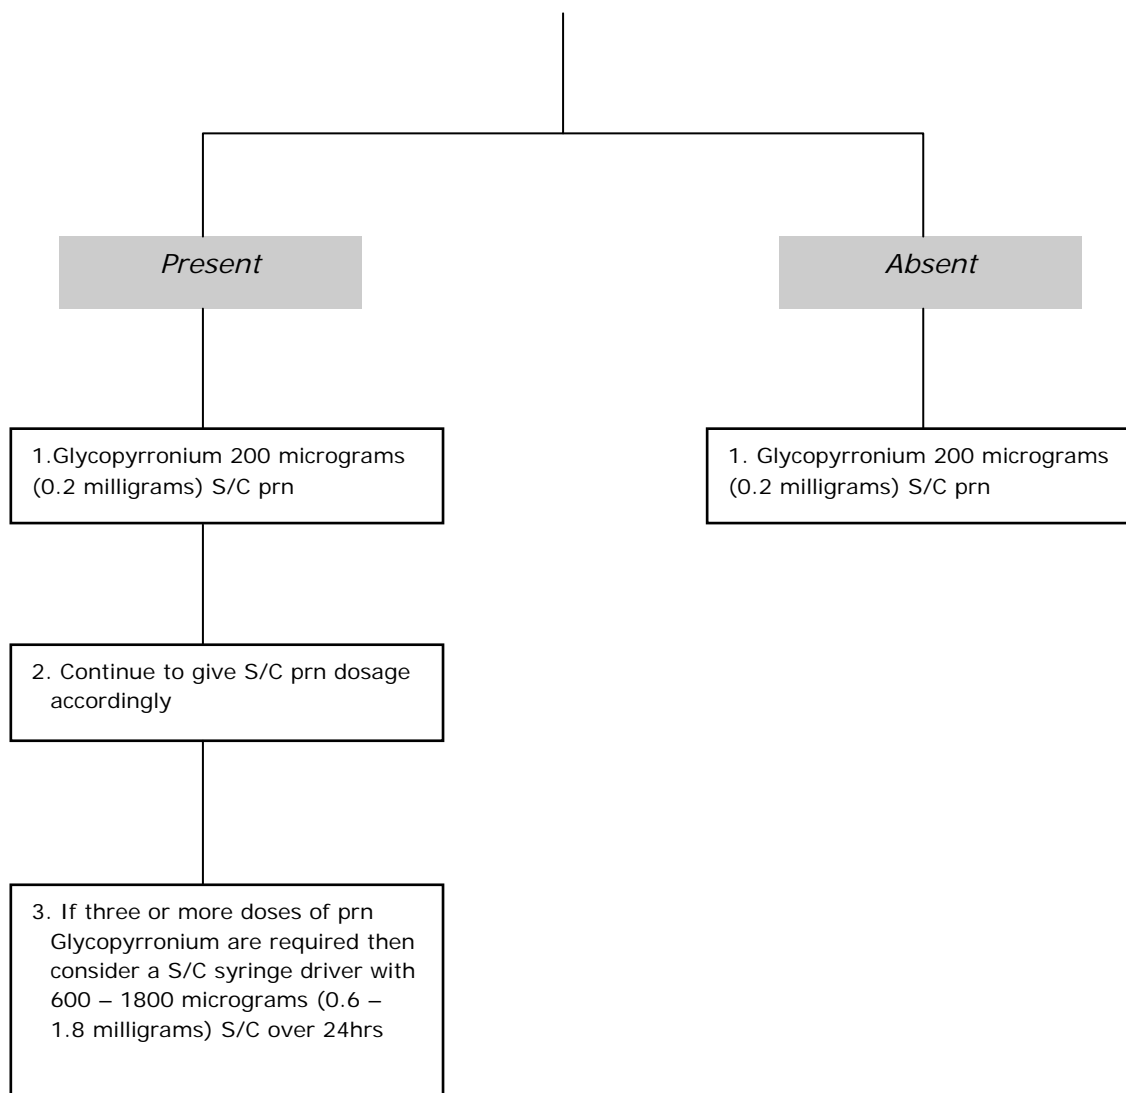 Present
Absent
1.Glycopyrronium 200 micrograms
(0.2 milligrams) S/C prn
1. Glycopyrronium 200 micrograms
(0.2 milligrams) S/C prn
2. Continue to give S/C prn dosage
accordingly
3. If three or more doses of prn
Glycopyrronium are required then
consider a S/C syringe driver with
600 – 1800 micrograms (0.6 –
1.8 milligrams) S/C over 24hrs